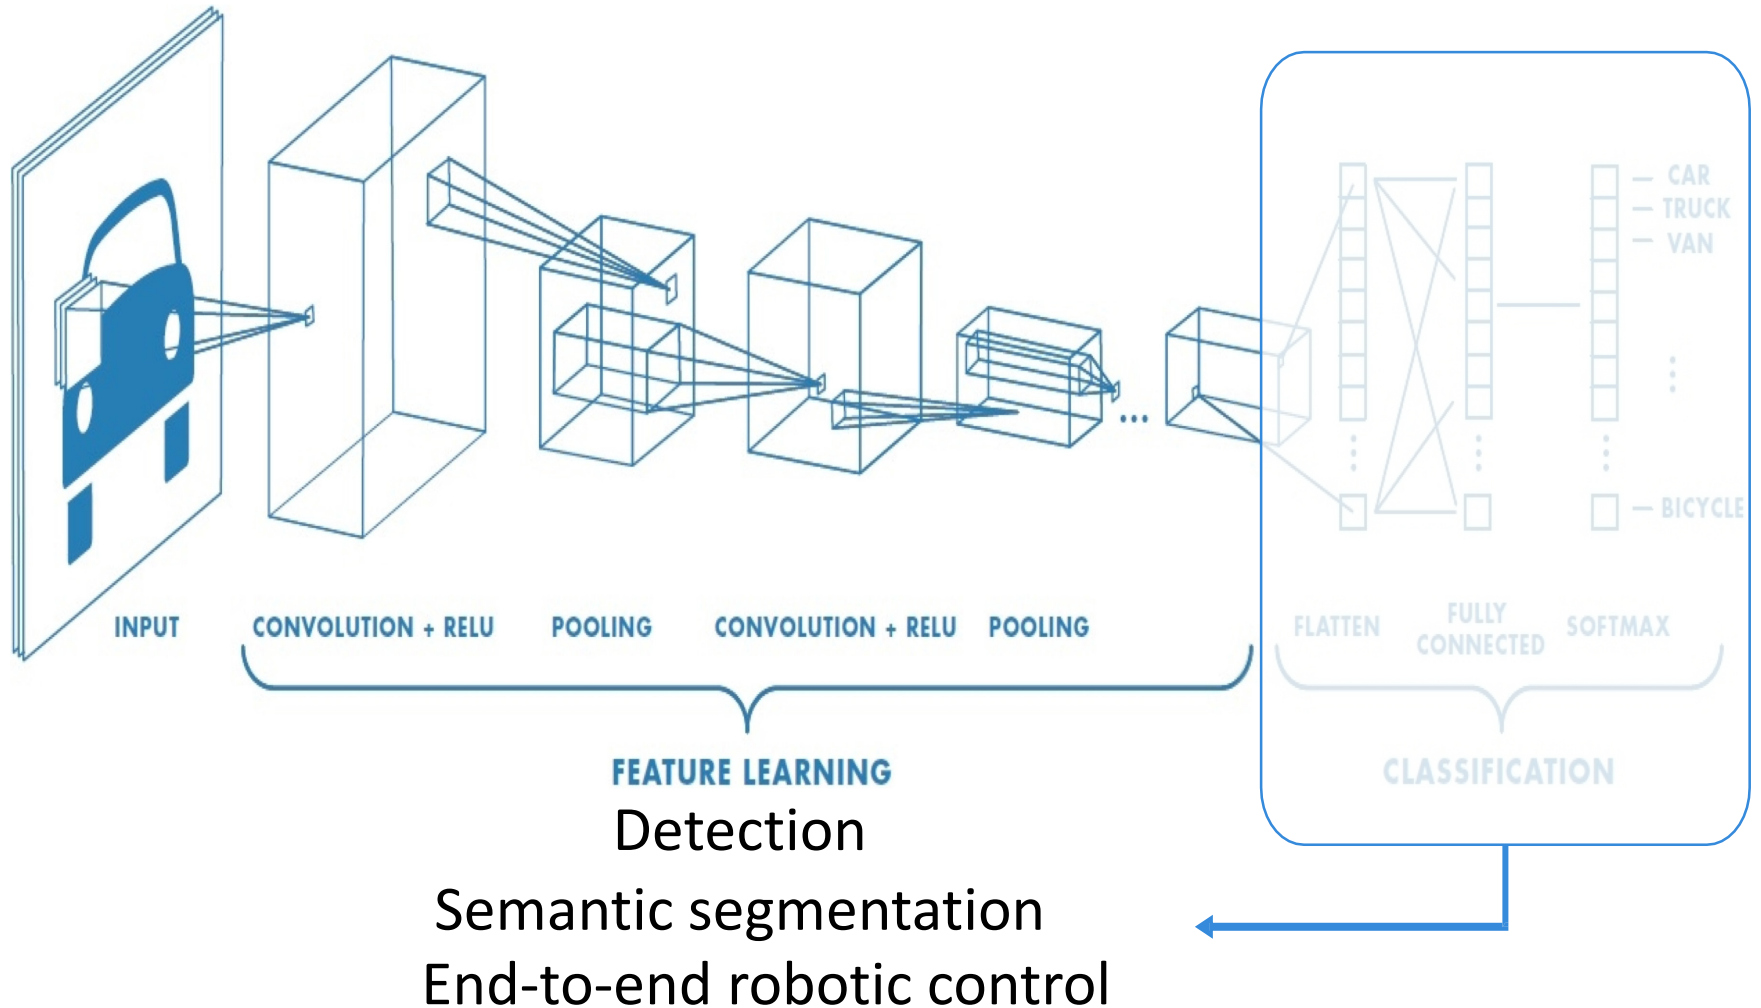 CAR
TRUCK
VAN
BICYCLE
INPUT
CONVOLUTION + RELU
POOLING
CONVOLUTION + RELU
POOLING
FLATTEN
FULLY
CONNECTED
SOFTMAX
FEATURE LEARNING
CLASSIFICATION
Detection
Semantic segmentation
End-to-end robotic control